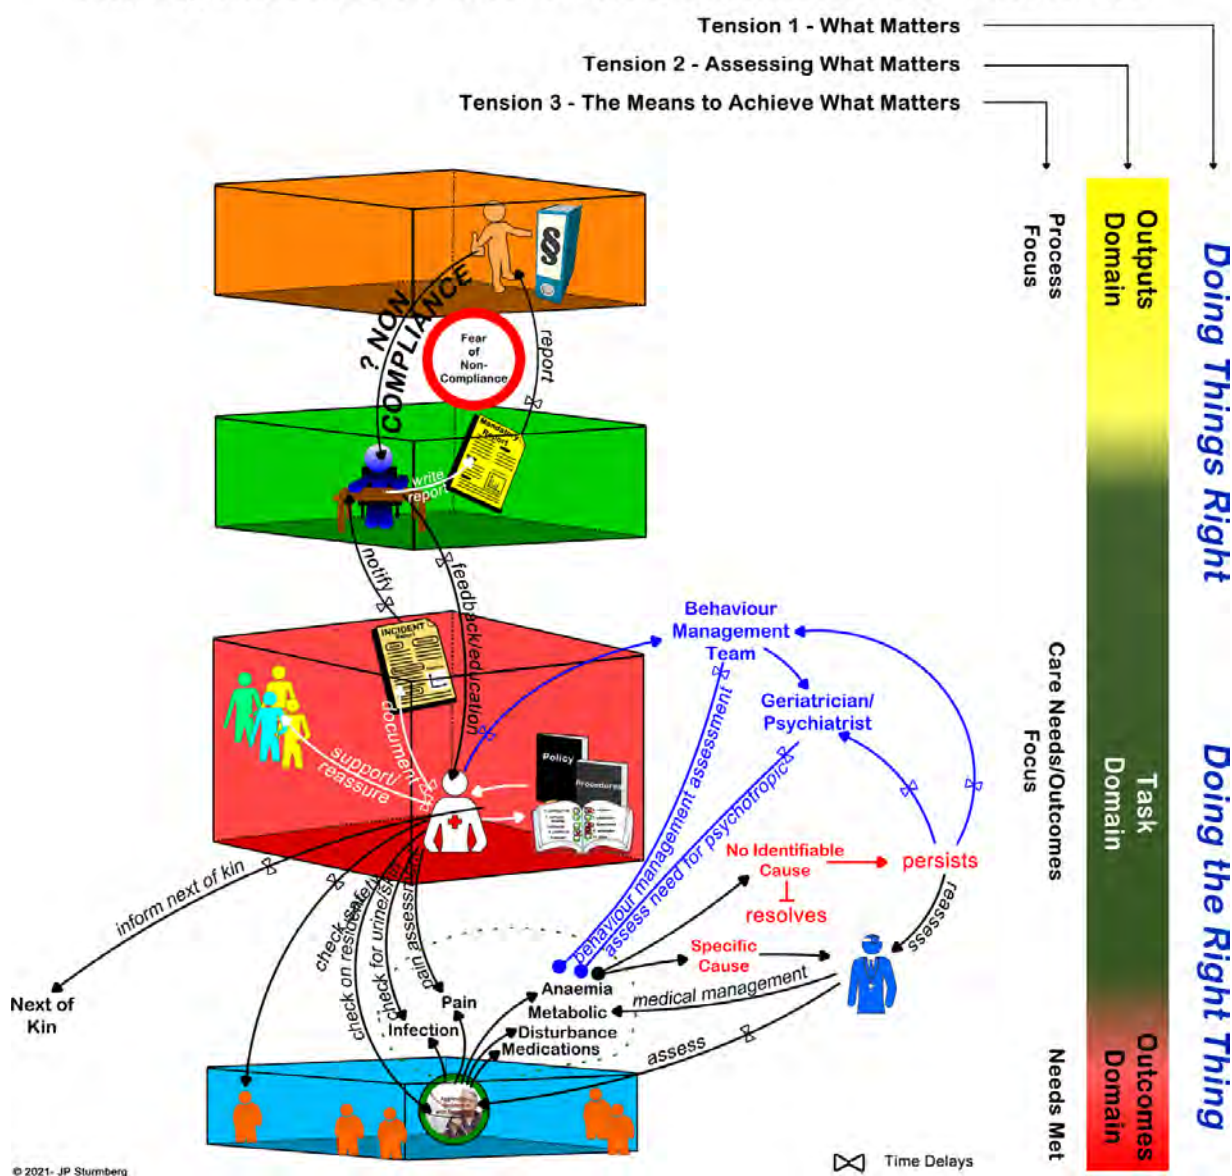 Tension 1 - What Matters
Tension 2 - Assessing What Matters
Tension 3 - The Means to Achieve What Matters
Process
Focus
Outputs
Domain
Doing Things Right
§
? NON
COMPLIANCE
Fear
of
Non-
Compliance
report
Mandatory
Report
write
report
notify
feedback/education
INCIDENT
Report
document
support/
reassure
Policy
Procedures
Behaviour
Management
Team
Geriatrician/
Psychiatrist
behaviour management assessment
assess need for psychotropic
Care Needs/Outcomes
Focus
Task
Domain
Doing the Right Thing
No Identifiable
Cause
persists
resolves
reassess
Specific
Cause
inform next of kin
check safety
check on resident
check for urine/skin
pain assessment
Next of
Kin
Pain
Infection
Anaemia
Metabolic
Disturbance
Medications
medical management
assess
Needs Met
Outcomes
Domain
Time Delays
© 2021- JP Sturmberg